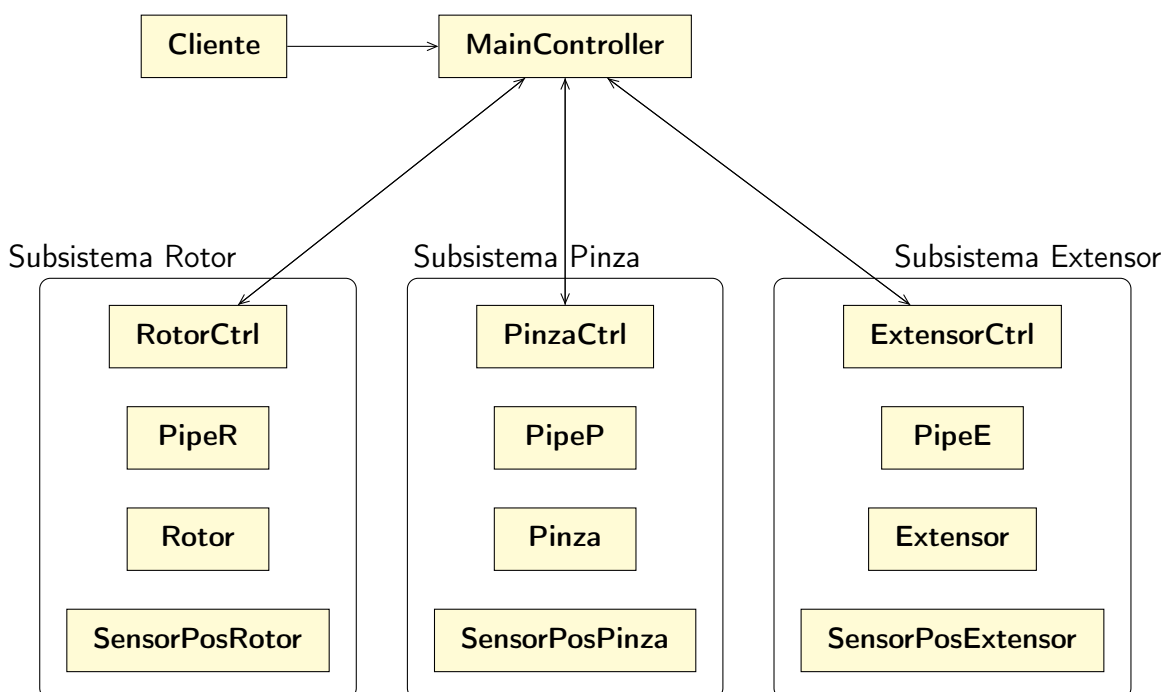 Cliente
MainController
Subsistema Rotor
Subsistema Pinza
Subsistema Extensor
RotorCtrl
PinzaCtrl
ExtensorCtrl
PipeR
PipeP
PipeE
Rotor
Pinza
Extensor
SensorPosRotor
SensorPosPinza
SensorPosExtensor